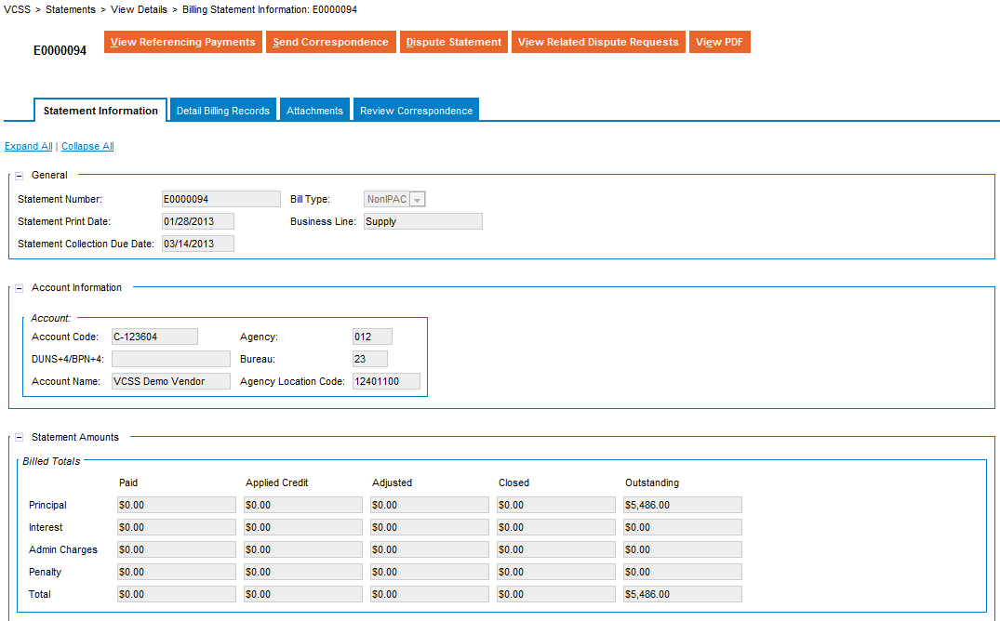 VCSS > Statements > View Details > Billing Statement Information: E0000094
E0000094 View Referencing Payments Send Correspondence Dispute Statement View Related Dispute Requests View PDF
Statement Information Detail Billing Records Attachments Review Correspondence
Expand All | Collapse All
General
Statement Number: E0000094 Bill Type: NonIPAC
Statement Print Date: 01/28/2013 Business Line: Supply
Statement Collection Due Date: 03/14/2013
Account Information
Account:
Account Code: C-123604 Agency: 012
DUNS+4/BPN+4: Bureau: 23
Account Name: VCSS Demo Vendor Agency Location Code: 12401100
Statement Amounts
Billed Totals
Paid Applied Credit Adjusted Closed Outstanding
Principal $0.00 $0.00 $0.00 $0.00 $5,486.00
Interest $0.00 $0.00 $0.00 $0.00 $0.00
Admin Charges $0.00 $0.00 $0.00 $0.00 $0.00
Penalty $0.00 $0.00 $0.00 $0.00 $0.00
Total $0.00 $0.00 $0.00 $0.00 $5,486.00